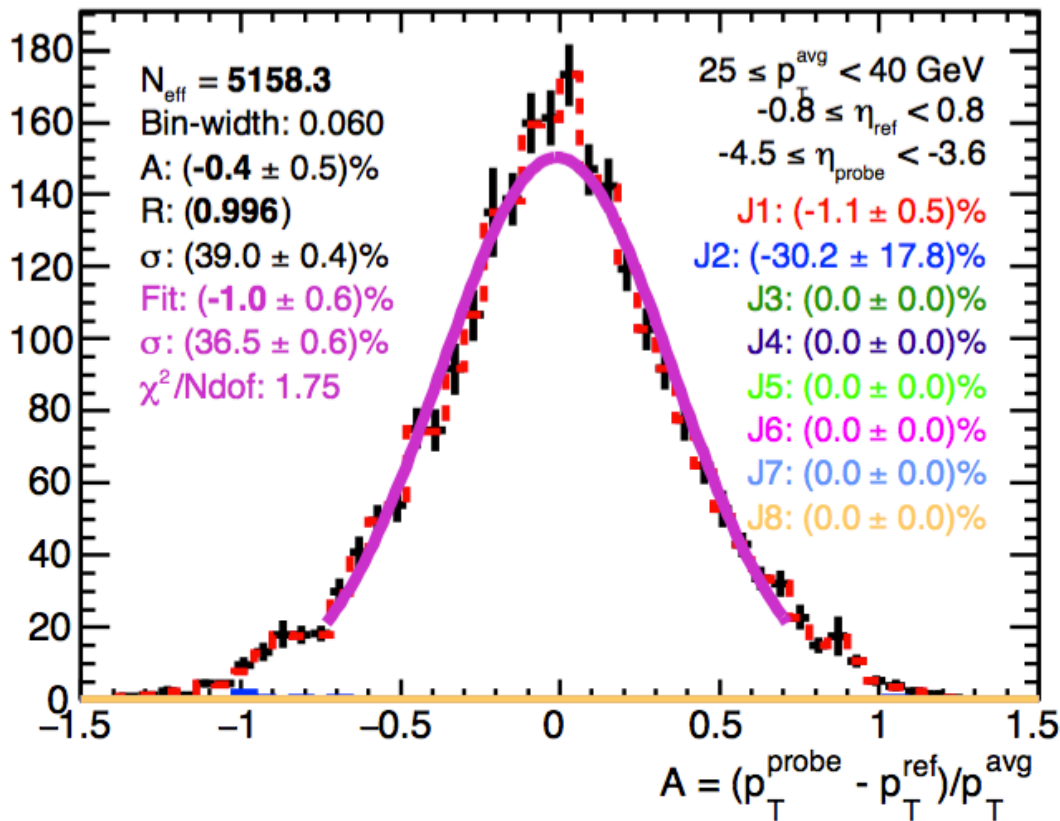 180
160
140
120
100
80
60
40
20
0
N_eff = 5158.3
Bin-width: 0.060
A: (-0.4 ± 0.5)%
R: (0.996)
σ: (39.0 ± 0.4)%
Fit: (-1.0 ± 0.6)%
σ: (36.5 ± 0.6)%
χ²/Ndof: 1.75
25 ≤ p_T^avg < 40 GeV
-0.8 ≤ η_ref < 0.8
-4.5 ≤ η_probe < -3.6
J1: (-1.1 ± 0.5)%
J2: (-30.2 ± 17.8)%
J3: (0.0 ± 0.0)%
J4: (0.0 ± 0.0)%
J5: (0.0 ± 0.0)%
J6: (0.0 ± 0.0)%
J7: (0.0 ± 0.0)%
J8: (0.0 ± 0.0)%
−1.5 −1 −0.5 0 0.5 1 1.5
A = (p_T^probe - p_T^ref)/p_T^avg